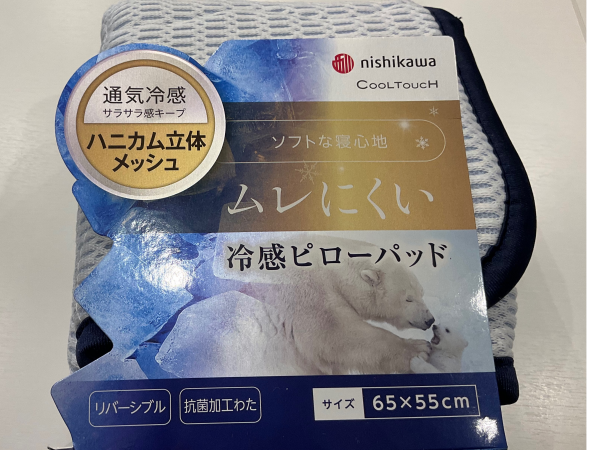 nishikawa
COOLTOUCH
通気冷感
サラサラ感キープ
ハニカム立体
メッシュ
ソフトな寝心地
ムレにくい
冷感ピローパッド
リバーシブル
抗菌加工わた
サイズ 65×55cm